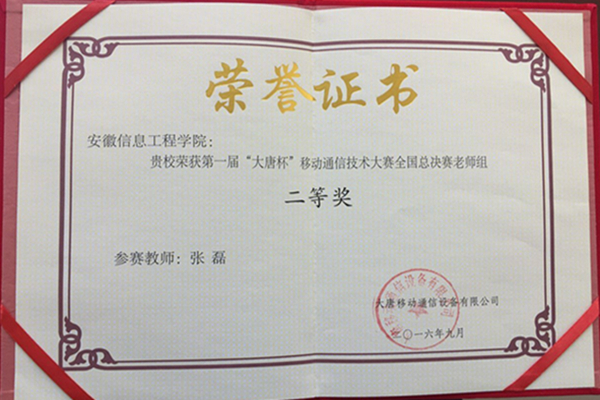 荣誉证书
安徽信息工程学院：
贵校荣获第一届“大唐杯”移动通信技术大赛全国总决赛老师组
二等奖
参赛教师：张磊
大唐移动通信设备有限公司
二〇一六年九月